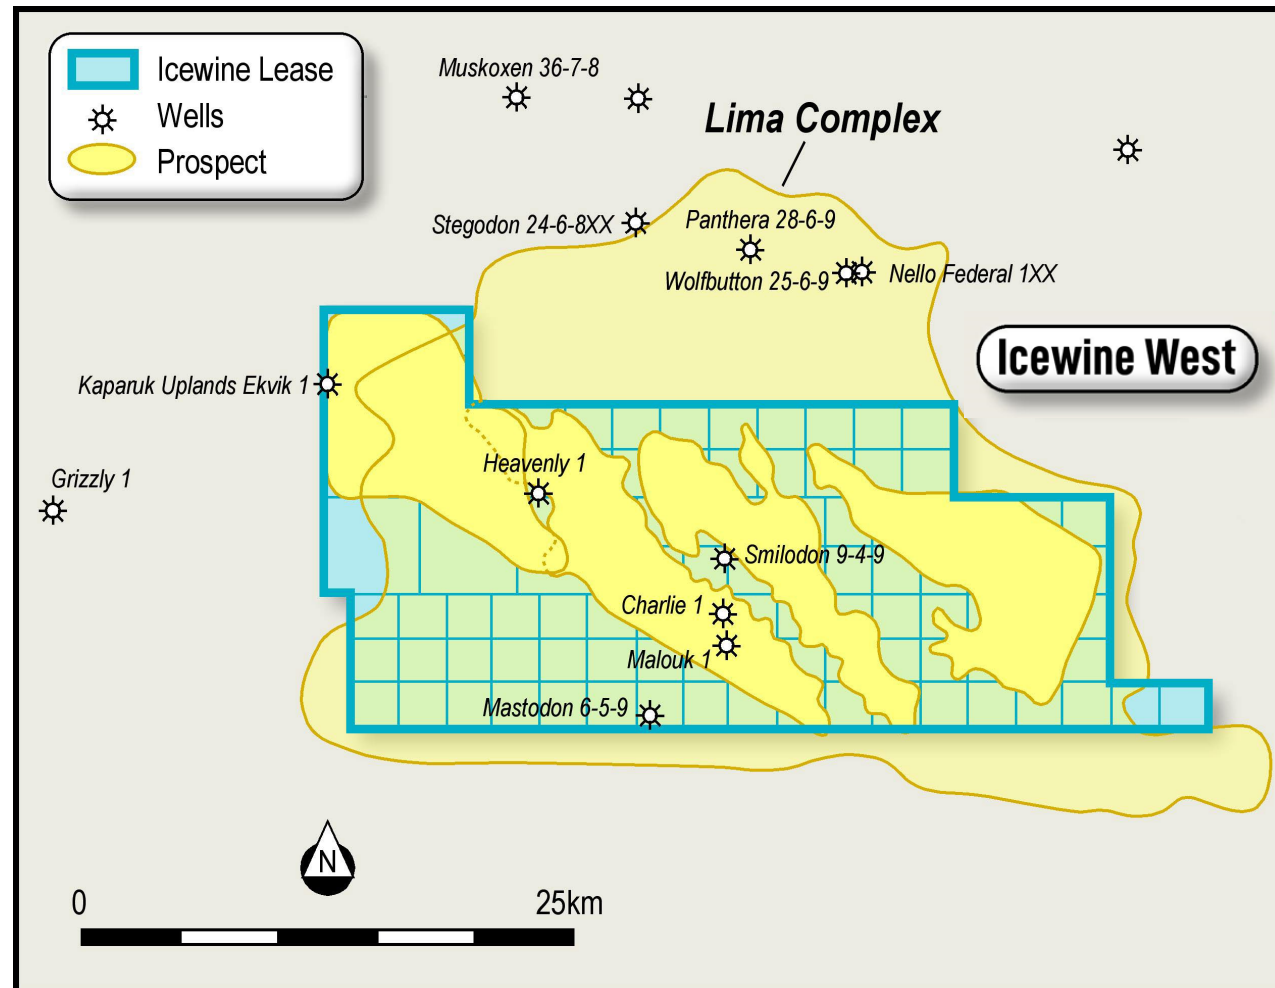 Icewine Lease
Wells
Prospect
Muskoxen 36-7-8
Lima Complex
Stegodon 24-6-8XX
Panthera 28-6-9
Wolfbutton 25-6-9
Nello Federal 1XX
Icewine West
Kaparuk Uplands Ekvik 1
Grizzly 1
Heavenly 1
Smilodon 9-4-9
Charlie 1
Malouk 1
Mastodon 6-5-9
N
0 25km